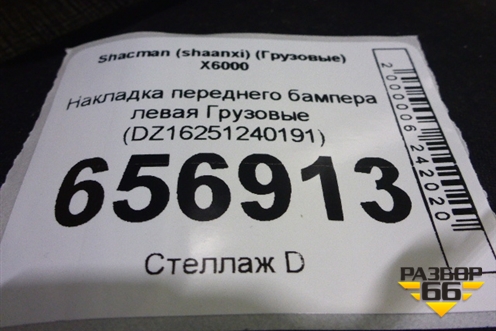 Shacman (shaanxi) (Грузовые)
X6000
Накладка переднего бампера
левая Грузовые
(DZ16251240191)
656913
Стеллаж D
2000006242020
РАЗБОР
66